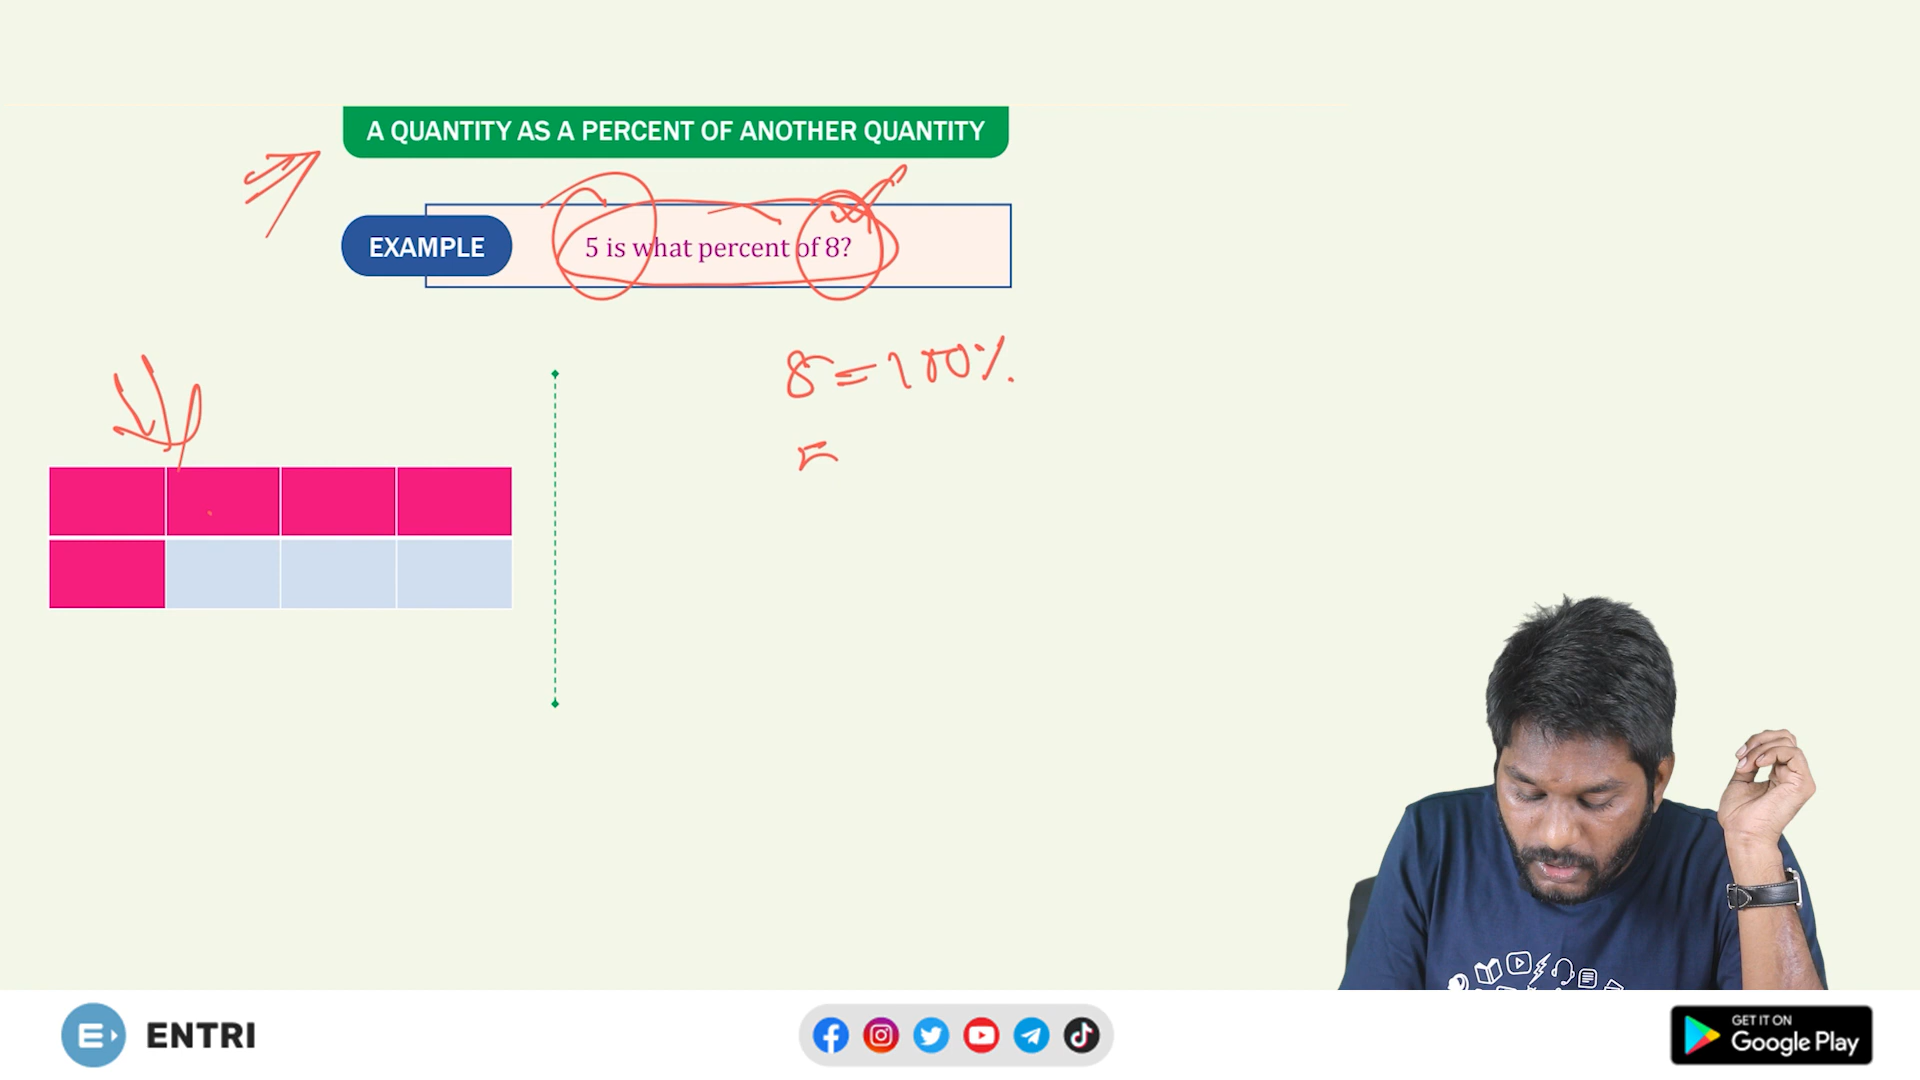 A QUANTITY AS A PERCENT OF ANOTHER QUANTITY
EXAMPLE
5 is what percent of 8?
8 = 100%
5
ENTRI
GET IT ON
Google Play